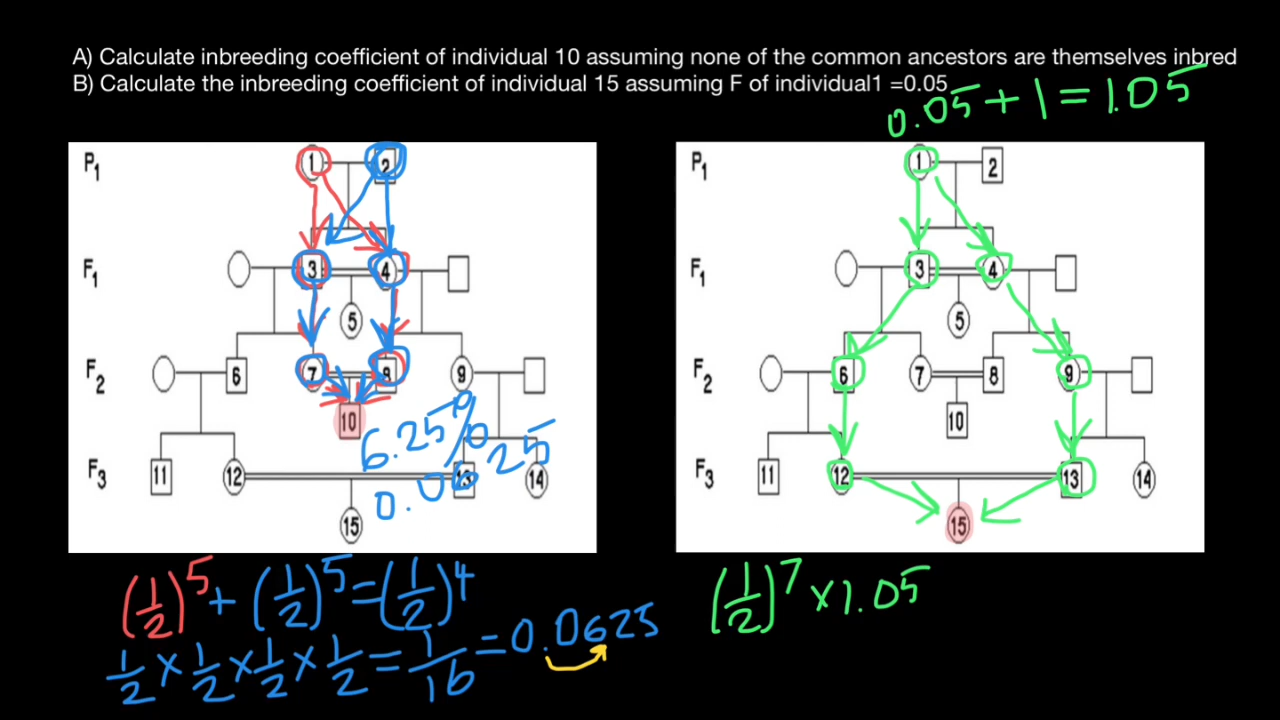 A) Calculate inbreeding coefficient of individual 10 assuming none of the common ancestors are themselves inbred
B) Calculate the inbreeding coefficient of individual 15 assuming F of individual1 =0.05
0.05+1=1.05
P₁ 1 2
F₁ 3 4
5
F₂ 6 7 8 9
10
6.25%
F₃ 11 12 13 14
0.0625
15
P₁ 1 2
F₁ 3 4
5
F₂ 6 7 8 9
10
F₃ 11 12 13 14
15
(1/2)⁵+(1/2)⁵=(1/2)⁴
1/2×1/2×1/2×1/2=1/16=0.0625
(1/2)⁷×1.05